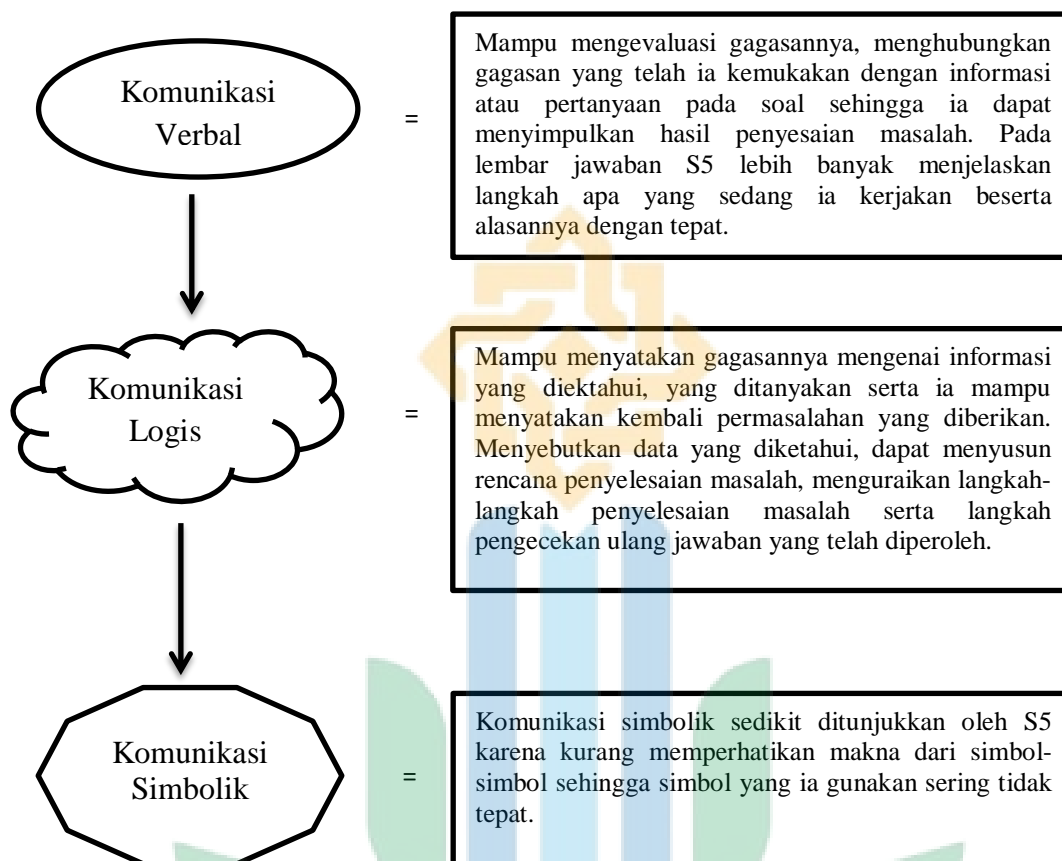 Komunikasi
Verbal
=
Mampu mengevaluasi gagasannya, menghubungkan
gagasan yang telah ia kemukakan dengan informasi
atau pertanyaan pada soal sehingga ia dapat
menyimpulkan hasil penyesaian masalah. Pada
lembar jawaban S5 lebih banyak menjelaskan
langkah apa yang sedang ia kerjakan beserta
alasannya dengan tepat.
Komunikasi
Logis
=
Mampu menyatakan gagasannya mengenai informasi
yang diektahui, yang ditanyakan serta ia mampu
menyatakan kembali permasalahan yang diberikan.
Menyebutkan data yang diketahui, dapat menyusun
rencana penyelesaian masalah, menguraikan langkah-
langkah penyelesaian masalah serta langkah
pengecekan ulang jawaban yang telah diperoleh.
Komunikasi
Simbolik
=
Komunikasi simbolik sedikit ditunjukkan oleh S5
karena kurang memperhatikan makna dari simbol-
simbol sehingga simbol yang ia gunakan sering tidak
tepat.